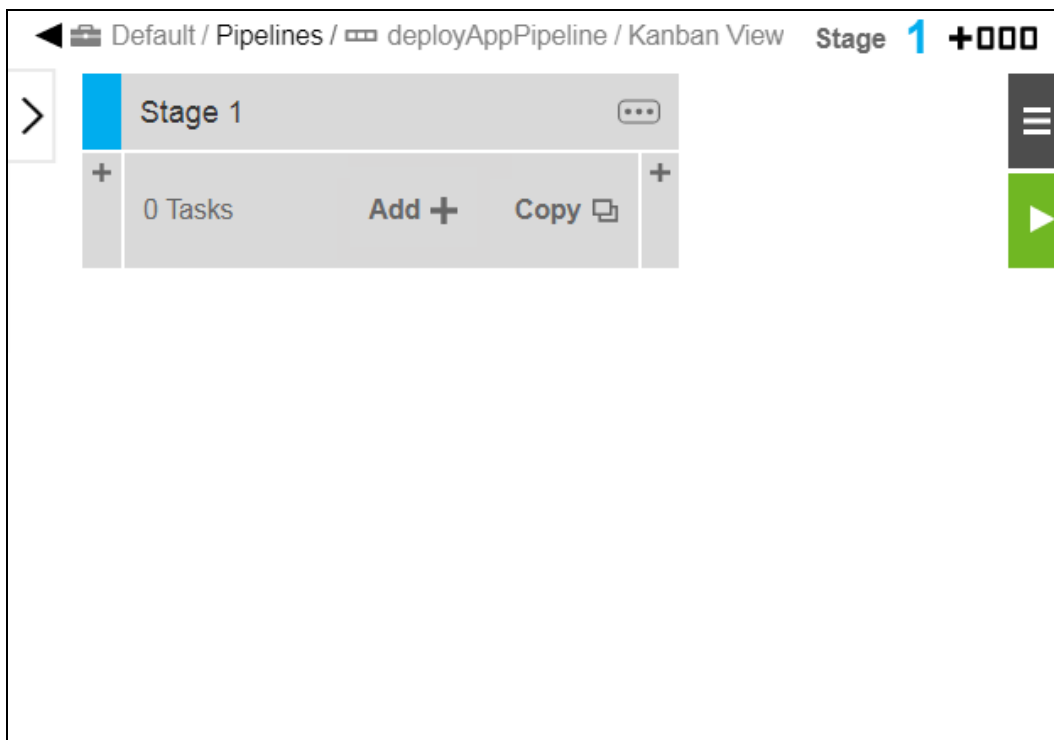 Default / Pipelines / deployAppPipeline / Kanban View Stage 1
Stage 1
0 Tasks Add Copy